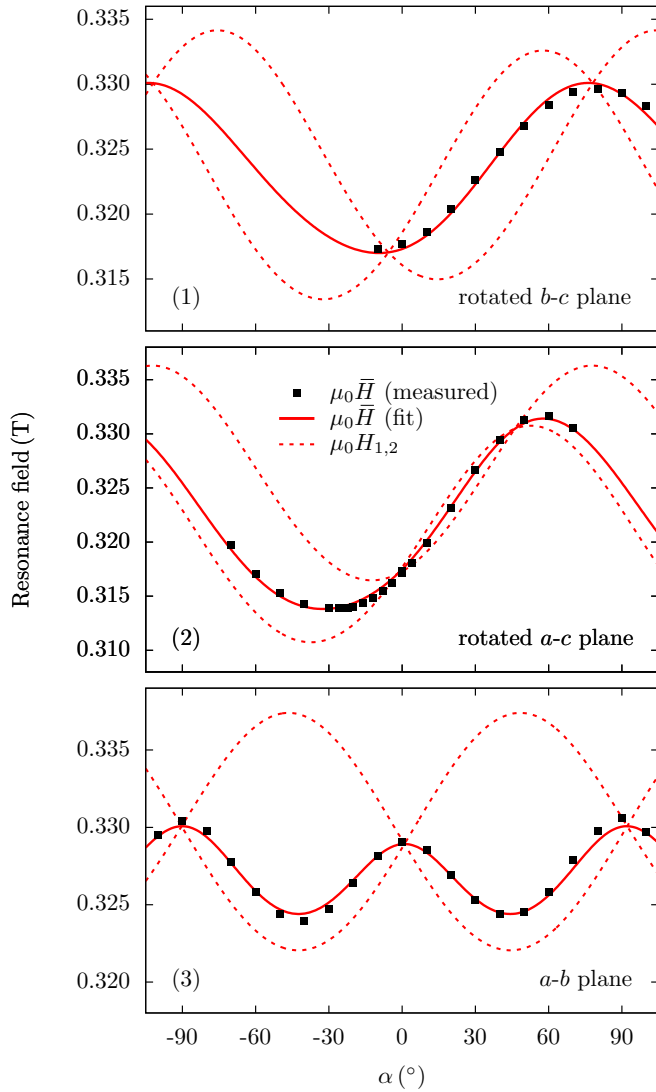 0.335
0.330
0.325
0.320
0.315
(1)
rotated b-c plane
μ₀H̅ (measured)
μ₀H̅ (fit)
μ₀H₁,₂
0.335
0.330
0.325
0.320
0.315
0.310
(2)
rotated a-c plane
Resonance field (T)
0.335
0.330
0.325
0.320
(3)
a-b plane
-90 -60 -30 0 30 60 90
α (°)